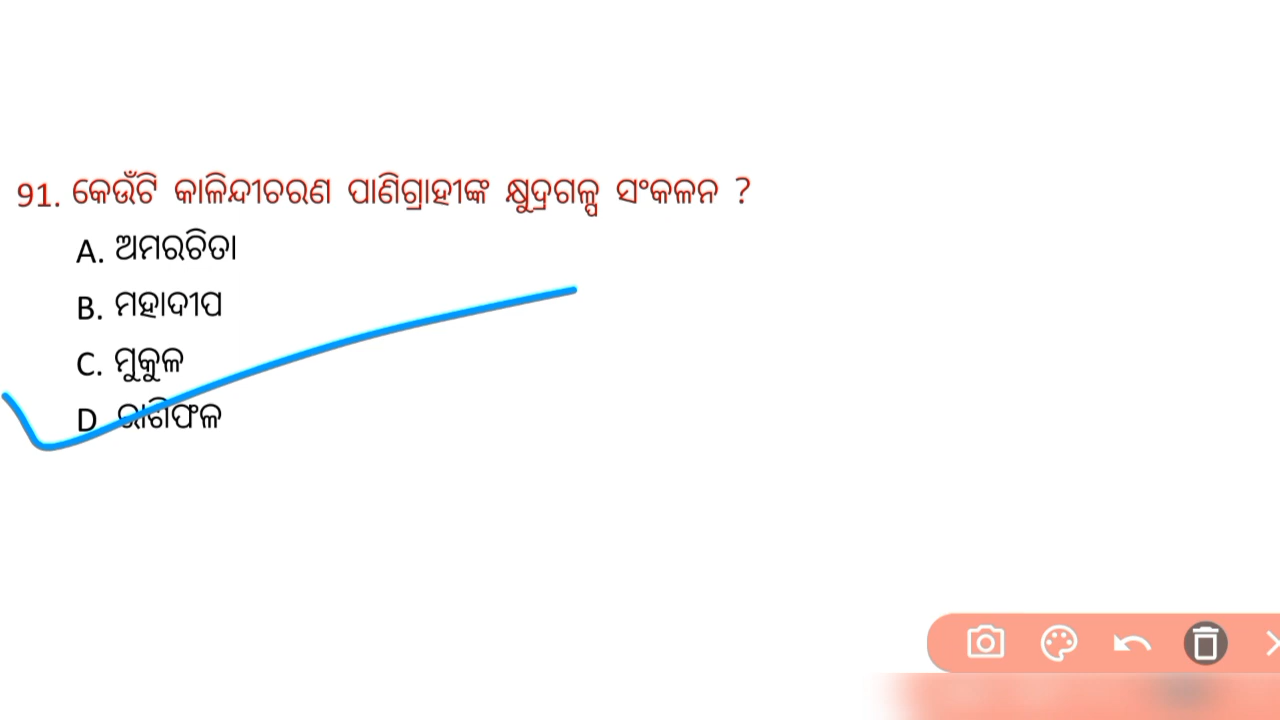 91. କେଉଁଟି କାଳିନ୍ଦୀଚରଣ ପାଣିଗ୍ରାହୀଙ୍କ କ୍ଷୁଦ୍ରଗଳ୍ପ ସଂକଳନ ?
A. ଅମରଚିତା
B. ମହାଦୀପ
C. ମୁକୁଳ
D ରାଶିଫଳ